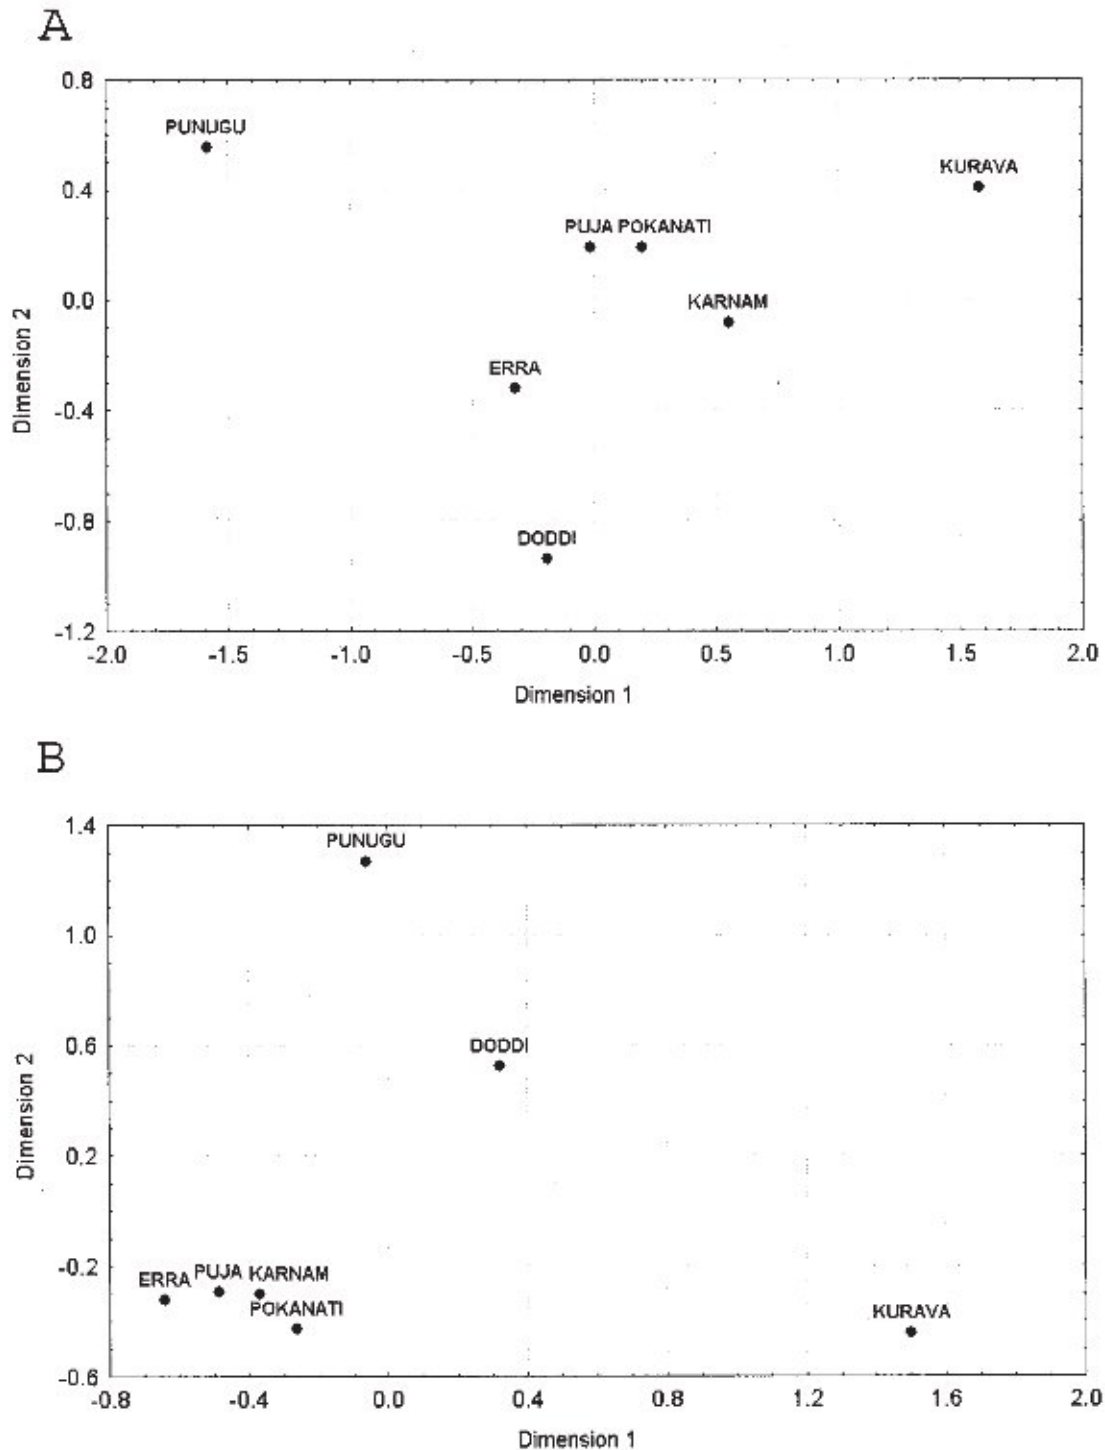 A
0.8
PUNUGU
KURAVA
0.4
PUJA POKANATI
0.0
KARNAM
ERRA
-0.4
-0.8
DODDI
-1.2
-2.0 -1.5 -1.0 -0.5 0.0 0.5 1.0 1.5 2.0
Dimension 2
Dimension 1
B
1.4
PUNUGU
1.0
DODDI
0.6
0.2
-0.2
ERRA PUJA KARNAM
POKANATI
KURAVA
-0.6
-0.8 -0.4 0.0 0.4 0.8 1.2 1.6 2.0
Dimension 2
Dimension 1